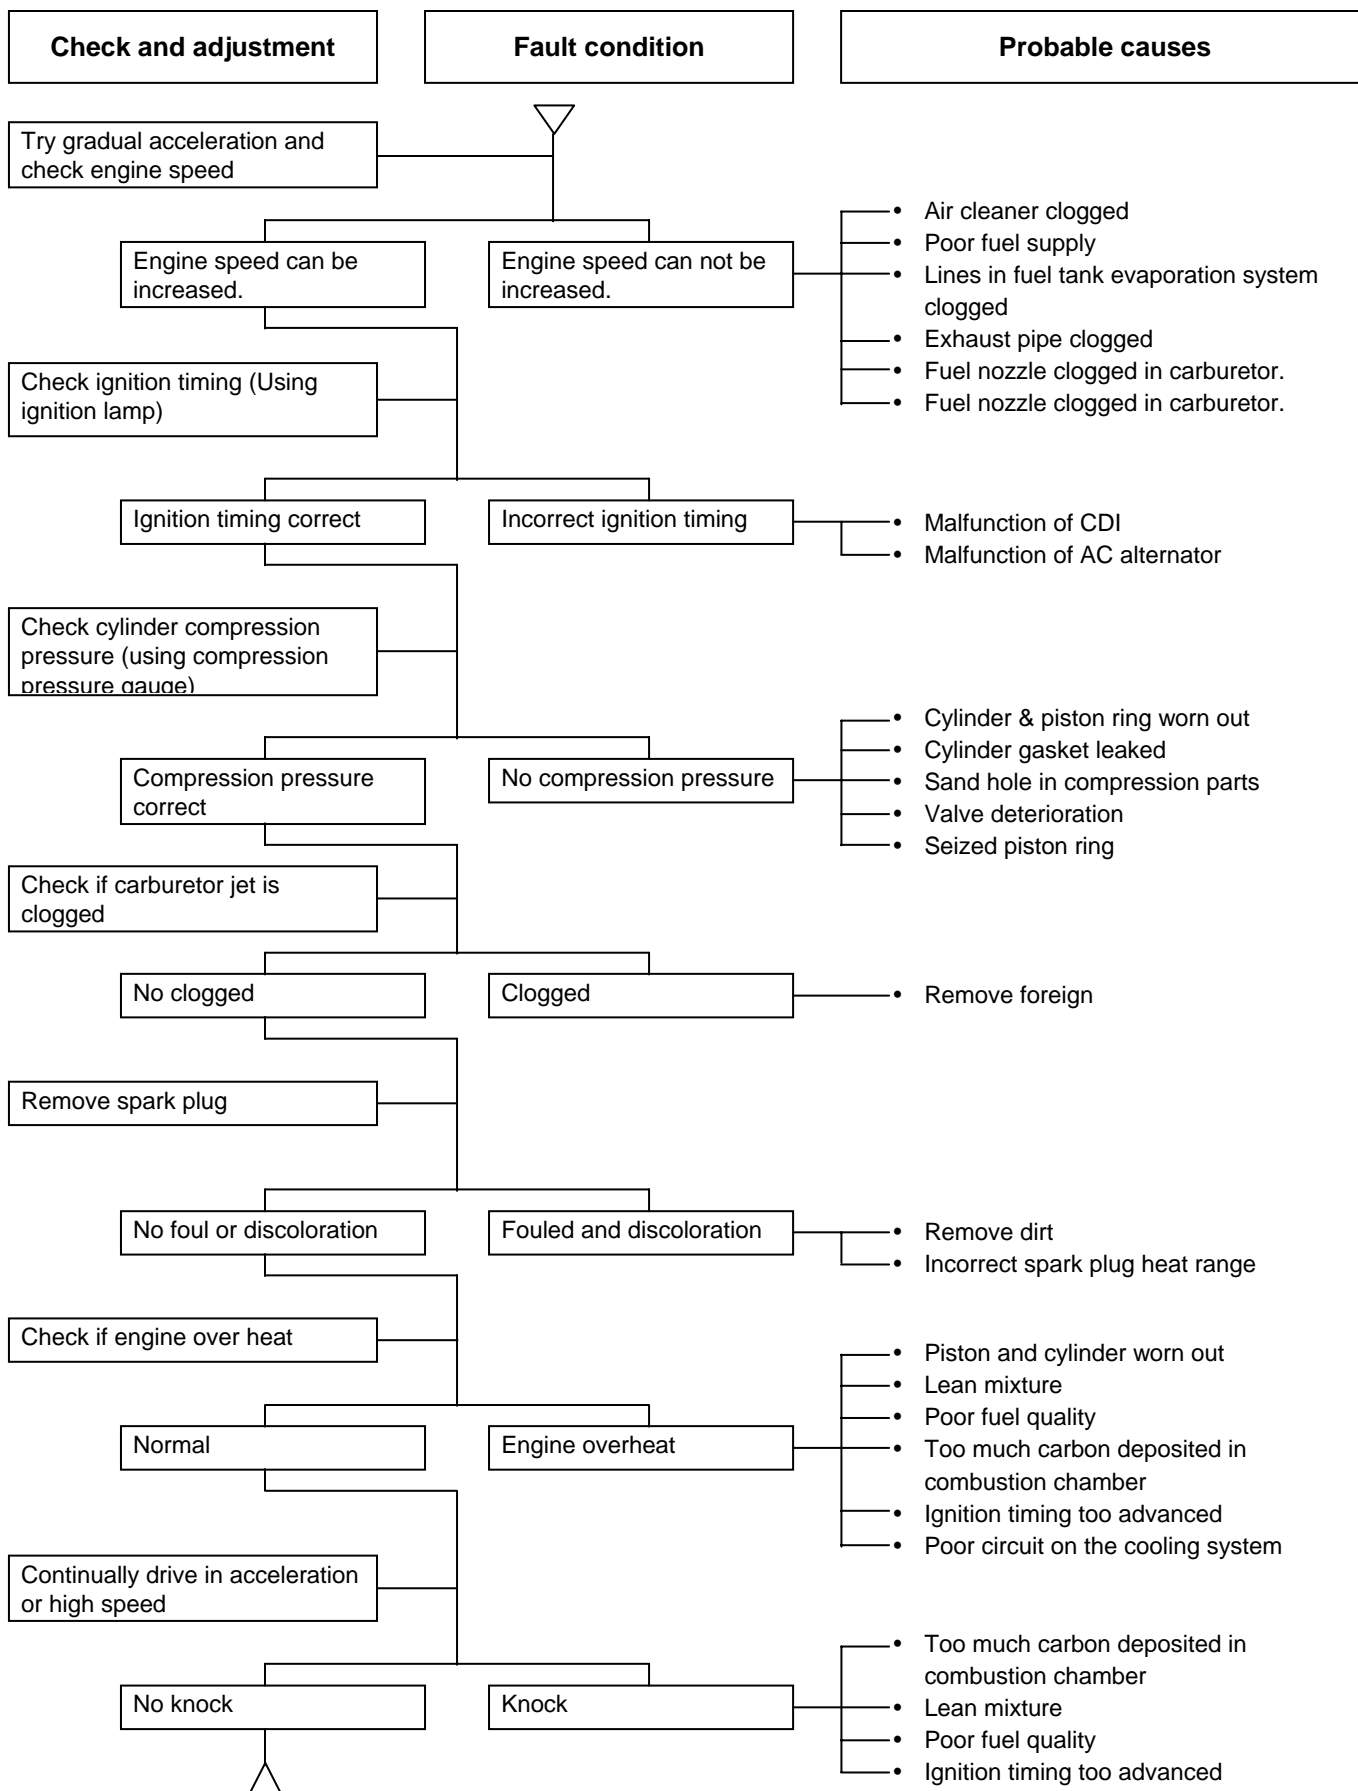 Check and adjustment
Fault condition
Probable causes
Try gradual acceleration and
check engine speed
Engine speed can be
increased.
Engine speed can not be
increased.
• Air cleaner clogged
• Poor fuel supply
• Lines in fuel tank evaporation system
clogged
• Exhaust pipe clogged
• Fuel nozzle clogged in carburetor.
• Fuel nozzle clogged in carburetor.
Check ignition timing (Using
ignition lamp)
Ignition timing correct
Incorrect ignition timing
• Malfunction of CDI
• Malfunction of AC alternator
Check cylinder compression
pressure (using compression
pressure gauge)
Compression pressure
correct
No compression pressure
• Cylinder & piston ring worn out
• Cylinder gasket leaked
• Sand hole in compression parts
• Valve deterioration
• Seized piston ring
Check if carburetor jet is
clogged
No clogged
Clogged
• Remove foreign
Remove spark plug
No foul or discoloration
Fouled and discoloration
• Remove dirt
• Incorrect spark plug heat range
Check if engine over heat
Normal
Engine overheat
• Piston and cylinder worn out
• Lean mixture
• Poor fuel quality
• Too much carbon deposited in
combustion chamber
• Ignition timing too advanced
• Poor circuit on the cooling system
Continually drive in acceleration
or high speed
No knock
Knock
• Too much carbon deposited in
combustion chamber
• Lean mixture
• Poor fuel quality
• Ignition timing too advanced